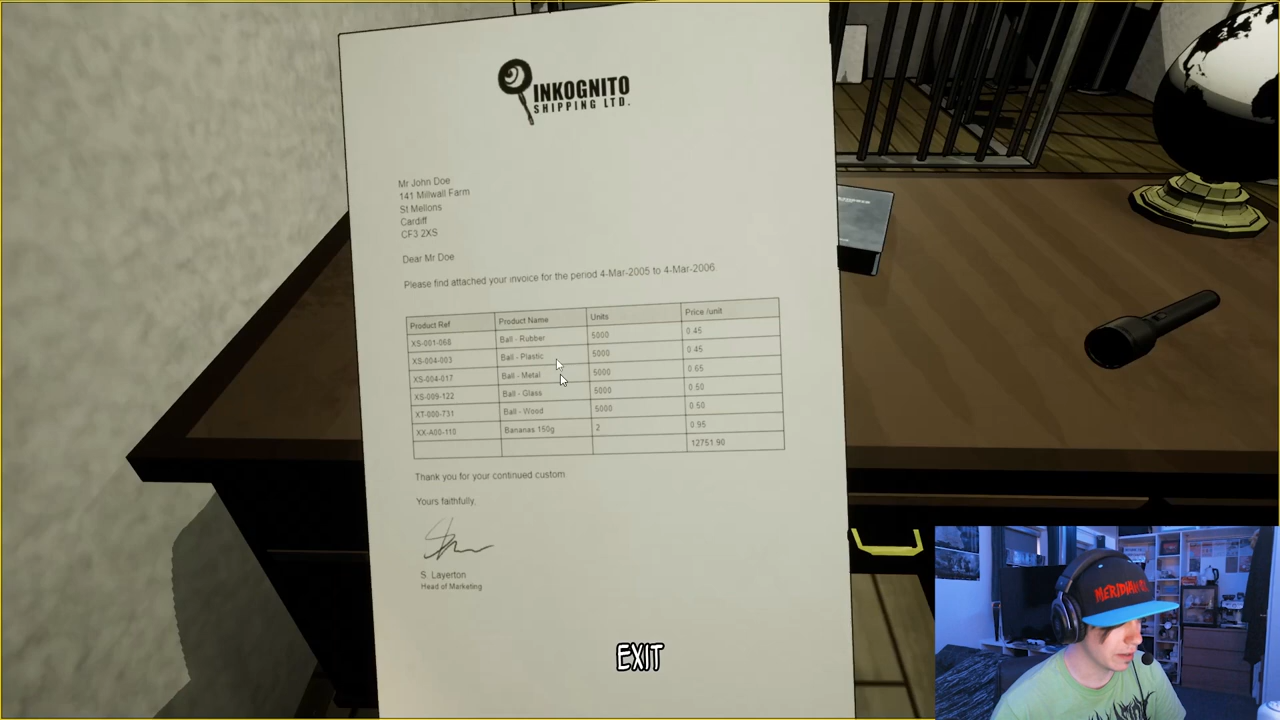 INKOGNITO
SHIPPING LTD.
Mr John Doe
141 Millwall Farm
St Mellons
Cardiff
CF3 2XS
Dear Mr Doe
Please find attached your invoice for the period 4-Mar-2005 to 4-Mar-2006.
Product Ref Product Name Units Price /unit
XS-001-068 Ball - Rubber 5000 0.45
XS-004-003 Ball - Plastic 5000 0.45
XS-004-017 Ball - Metal 5000 0.65
XS-009-122 Ball - Glass 5000 0.50
XT-000-731 Ball - Wood 5000 0.50
XX-A00-110 Bananas 150g 2 0.95
12751.90
Thank you for your continued custom
Yours faithfully,
S. Layerton
Head of Marketing
EXIT